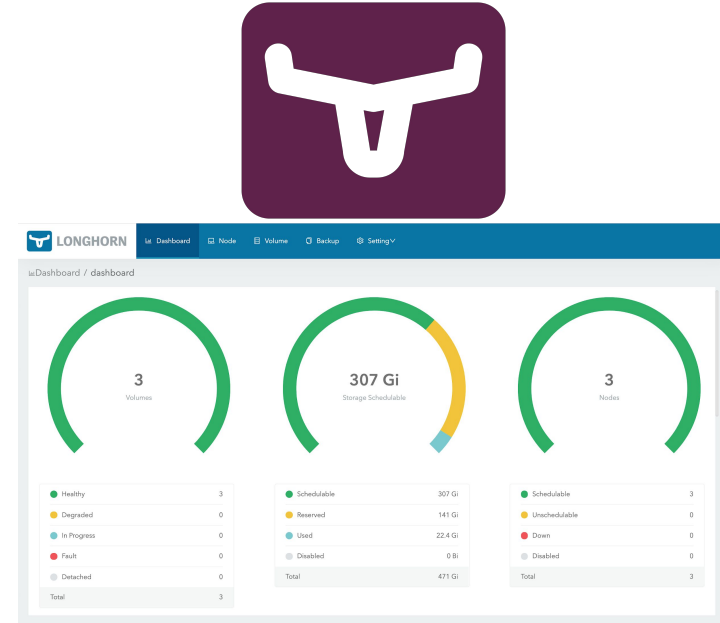 LONGHORN Dashboard Node Volume Backup Setting
Dashboard / dashboard
3
Volumes
307 Gi
Storage Schedulable
3
Nodes
Healthy 3
Degraded 0
In Progress 0
Fault 0
Detached 0
Total 3
Schedulable 307 Gi
Reserved 141 Gi
Used 22.4 Gi
Disabled 0 Bi
Total 471 Gi
Schedulable 3
Unschedulable 0
Down 0
Disabled 0
Total 3